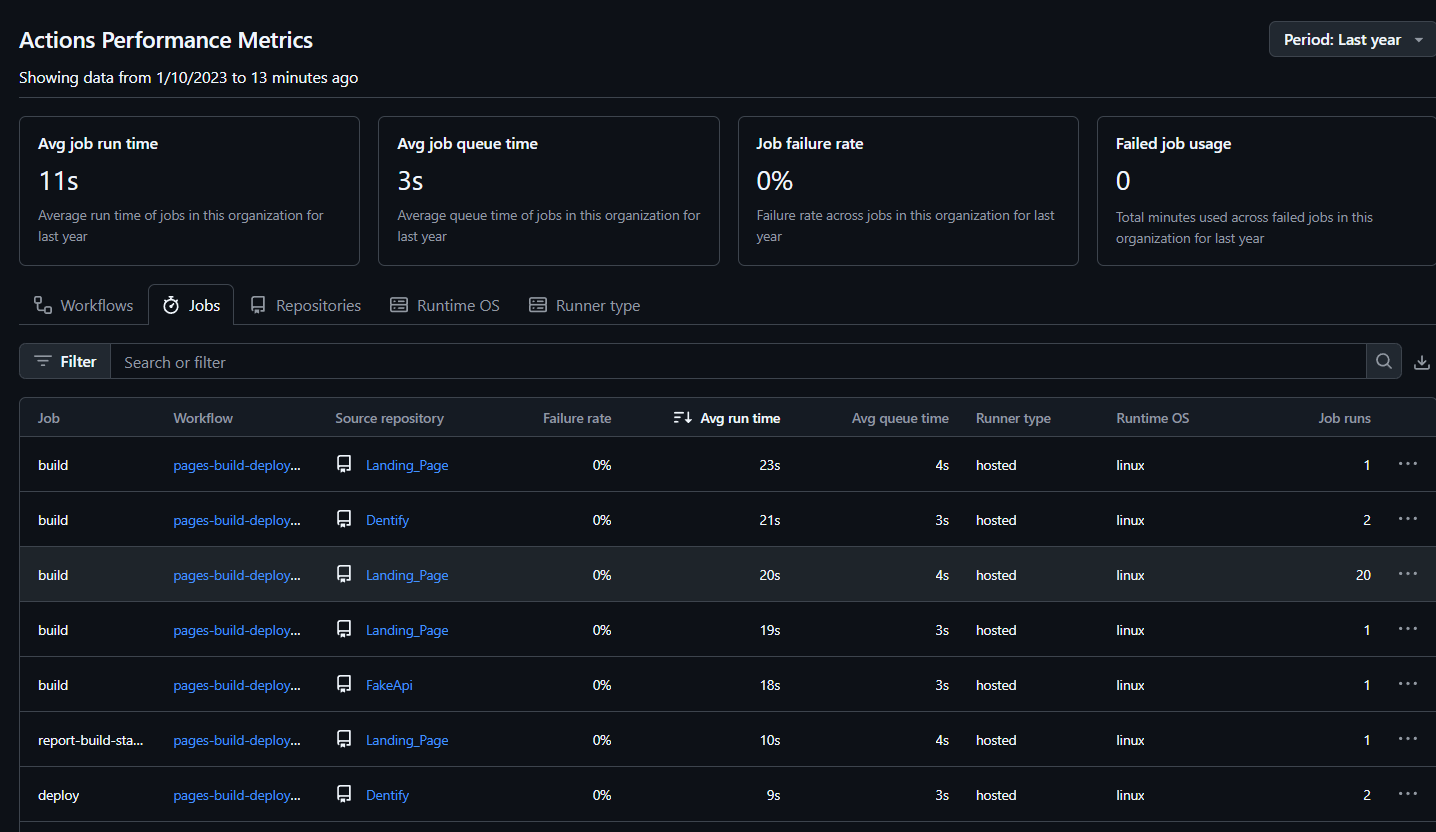 Actions Performance Metrics
Period: Last year
Showing data from 1/10/2023 to 13 minutes ago
Avg job run time
11s
Average run time of jobs in this organization for
last year
Avg job queue time
3s
Average queue time of jobs in this organization for
last year
Job failure rate
0%
Failure rate across jobs in this organization for last
year
Failed job usage
0
Total minutes used across failed jobs in this
organization for last year
Workflows Jobs Repositories Runtime OS Runner type
Filter Search or filter
Job Workflow Source repository Failure rate Avg run time Avg queue time Runner type Runtime OS Job runs
build pages-build-deploy... Landing_Page 0% 23s 4s hosted linux 1 ...
build pages-build-deploy... Dentify 0% 21s 3s hosted linux 2 ...
build pages-build-deploy... Landing_Page 0% 20s 4s hosted linux 20 ...
build pages-build-deploy... Landing_Page 0% 19s 3s hosted linux 1 ...
build pages-build-deploy... FakeApi 0% 18s 3s hosted linux 1 ...
report-build-sta... pages-build-deploy... Landing_Page 0% 10s 4s hosted linux 1 ...
deploy pages-build-deploy... Dentify 0% 9s 3s hosted linux 2 ...